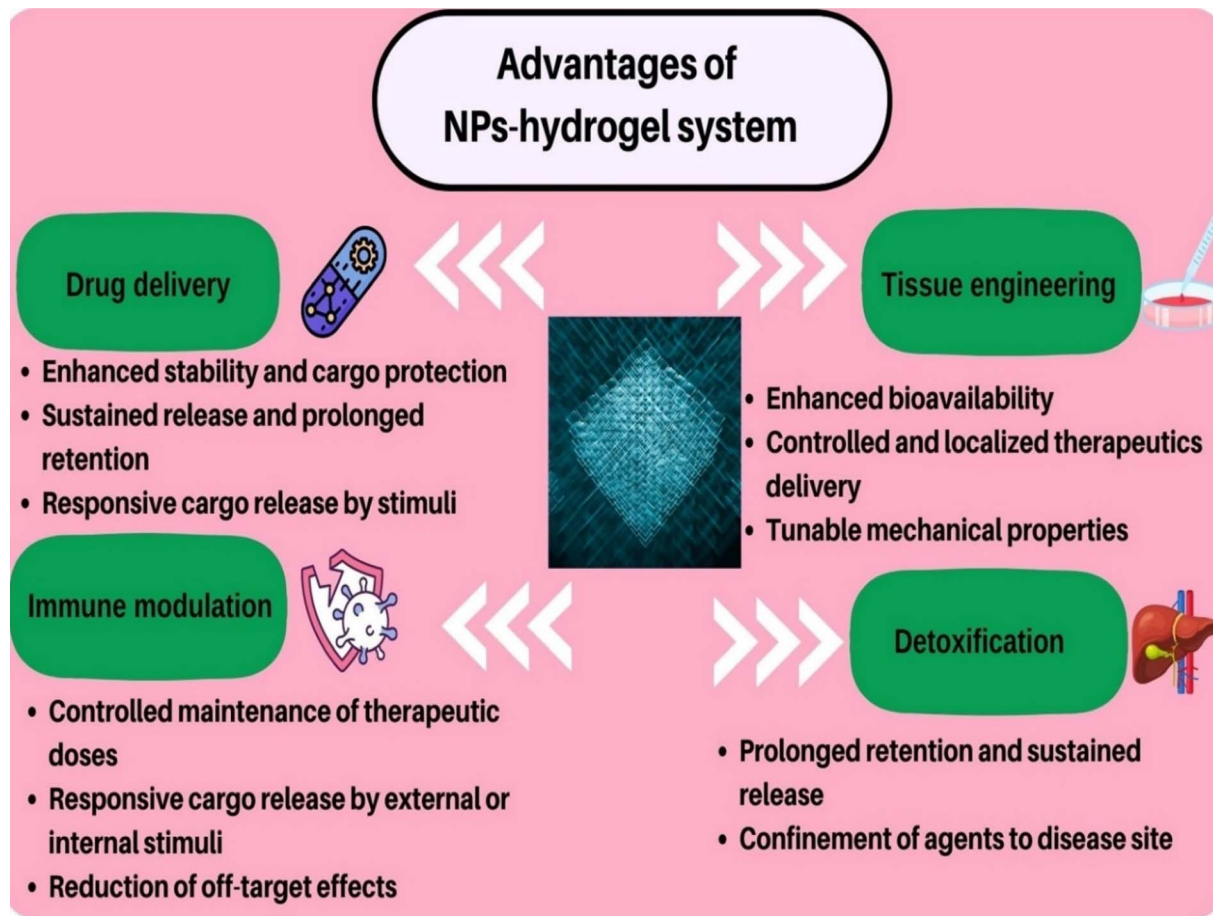 Advantages of
NPs-hydrogel system
Drug delivery
• Enhanced stability and cargo protection
• Sustained release and prolonged
retention
• Responsive cargo release by stimuli
Immune modulation
• Controlled maintenance of therapeutic
doses
• Responsive cargo release by external or
internal stimuli
• Reduction of off-target effects
Tissue engineering
• Enhanced bioavailability
• Controlled and localized therapeutics
delivery
• Tunable mechanical properties
Detoxification
• Prolonged retention and sustained
release
• Confinement of agents to disease site